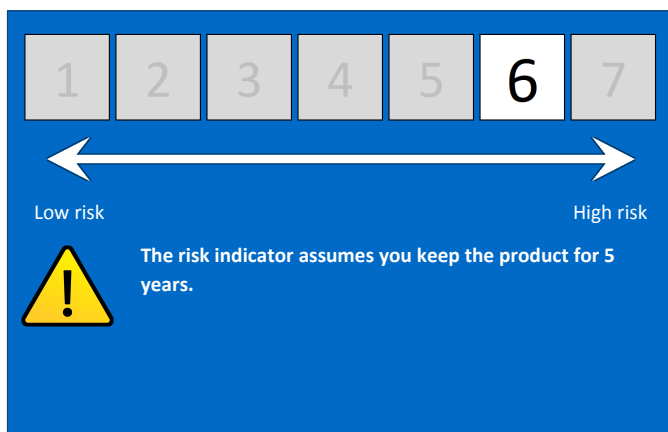 1 2 3 4 5 6 7
Low risk High risk
The risk indicator assumes you keep the product for 5
years.